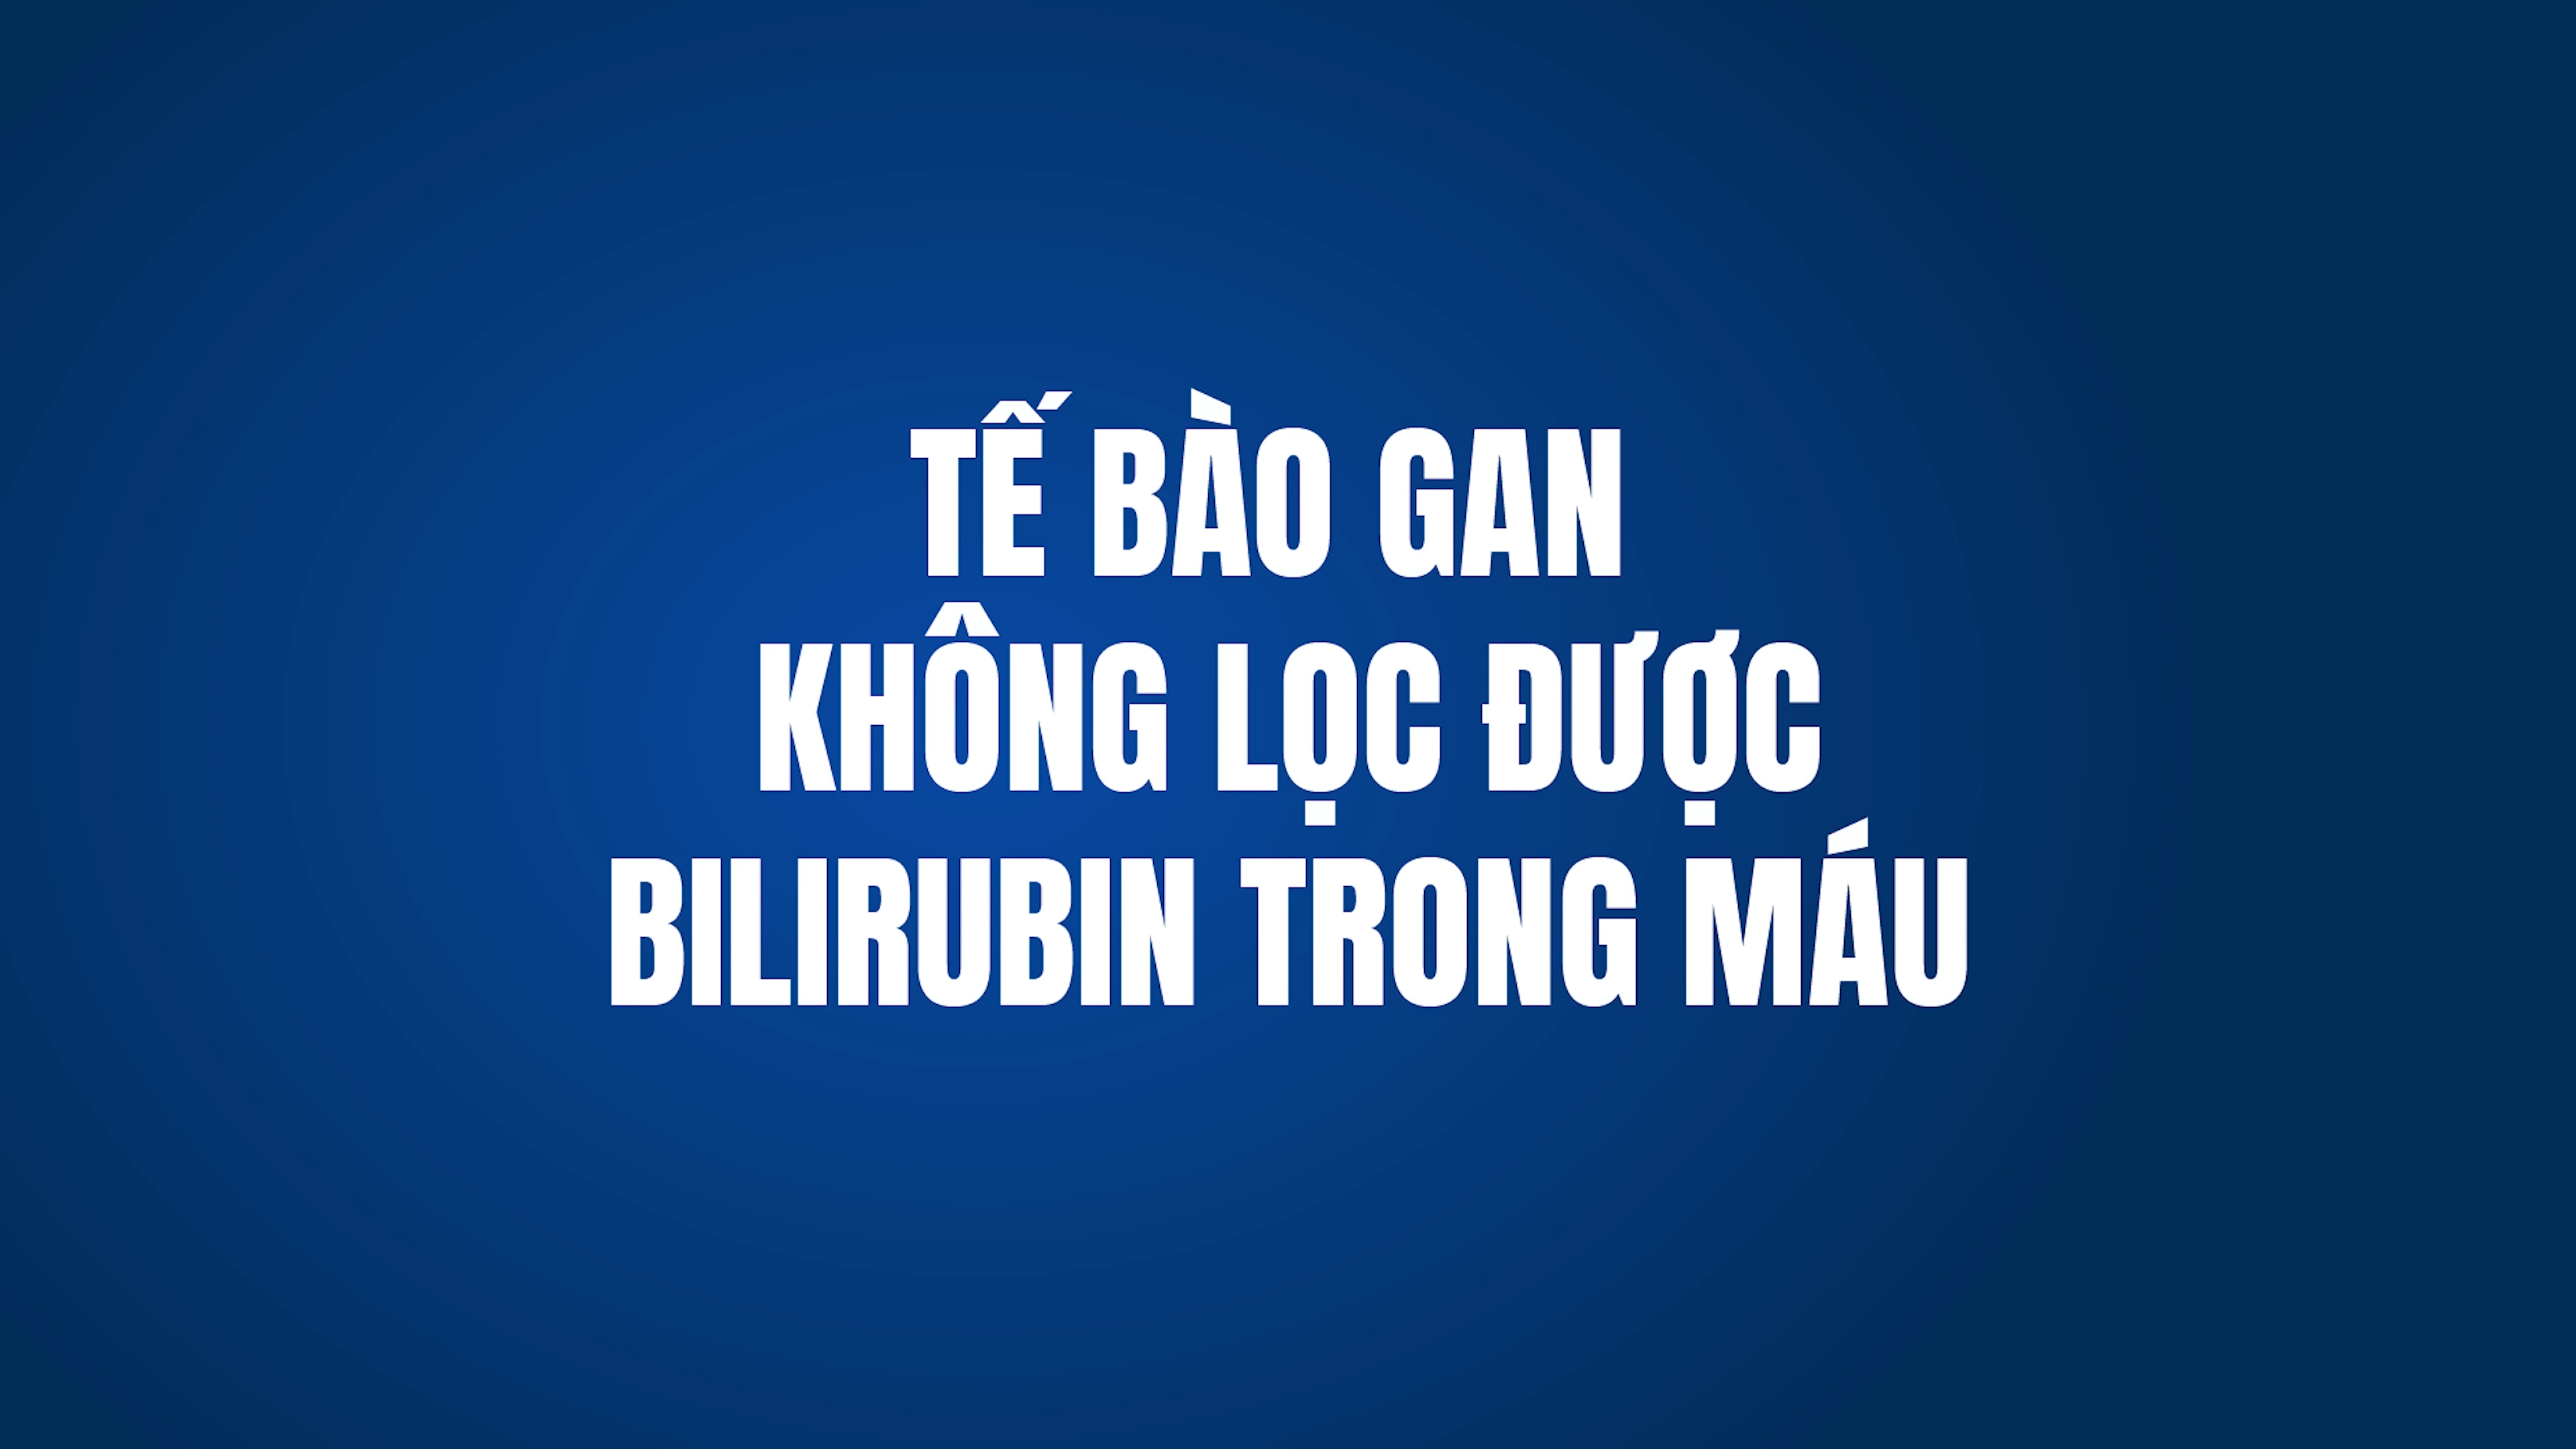 TẾ BÀO GAN
KHÔNG LỌC ĐƯỢC
BILIRUBIN TRONG MÁU